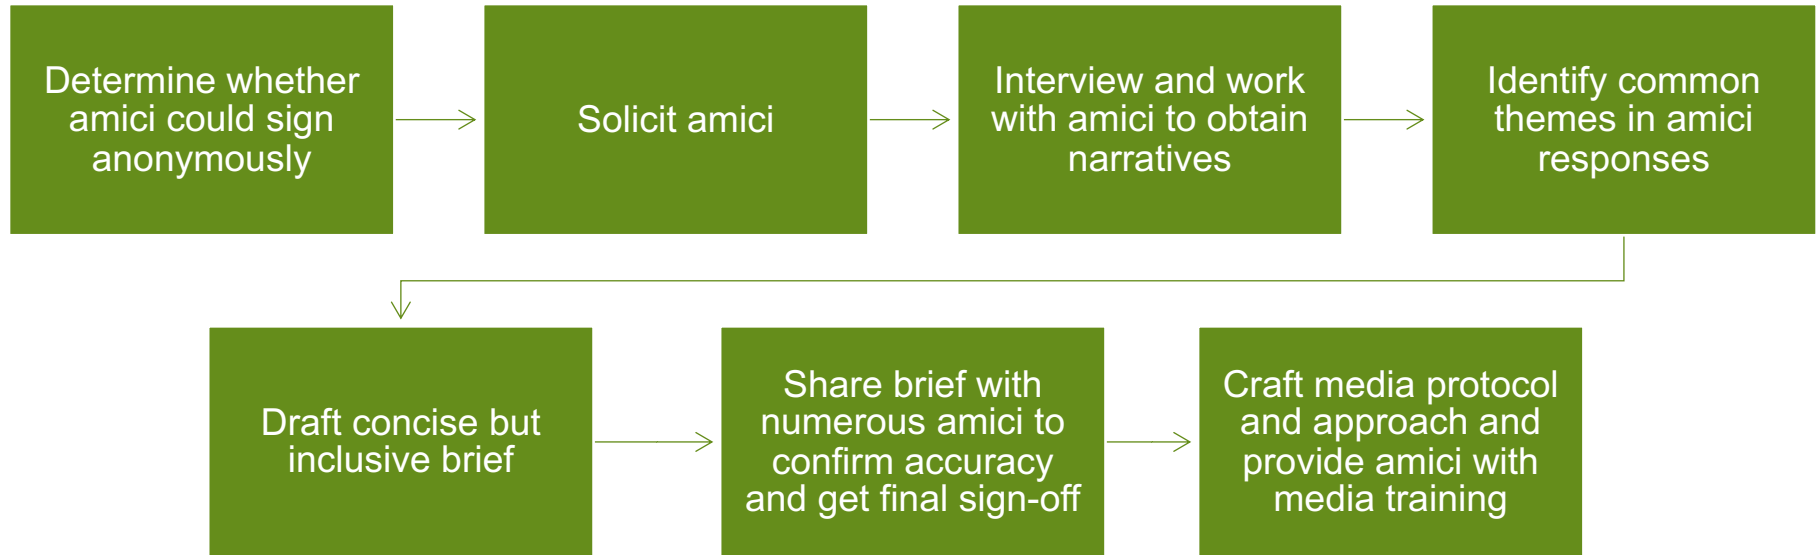 Determine whether
amici could sign
anonymously
Solicit amici
Interview and work
with amici to obtain
narratives
Identify common
themes in amici
responses
Draft concise but
inclusive brief
Share brief with
numerous amici to
confirm accuracy
and get final sign-off
Craft media protocol
and approach and
provide amici with
media training